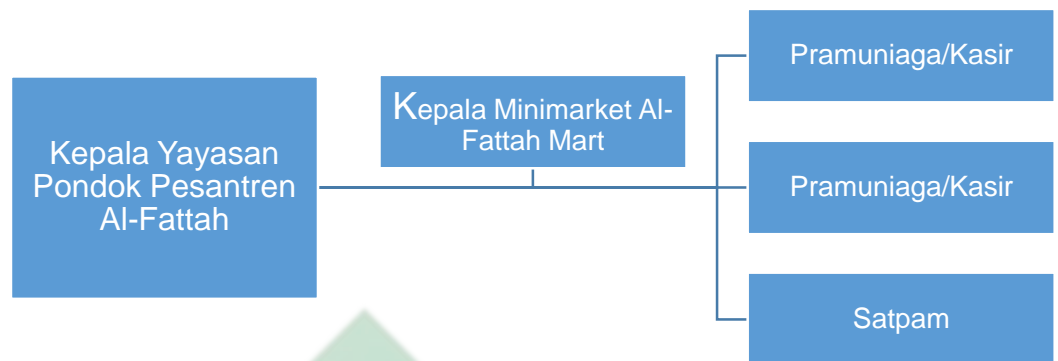 Kepala Yayasan
Pondok Pesantren
Al-Fattah
Kepala Minimarket Al-
Fattah Mart
Pramuniaga/Kasir
Pramuniaga/Kasir
Satpam